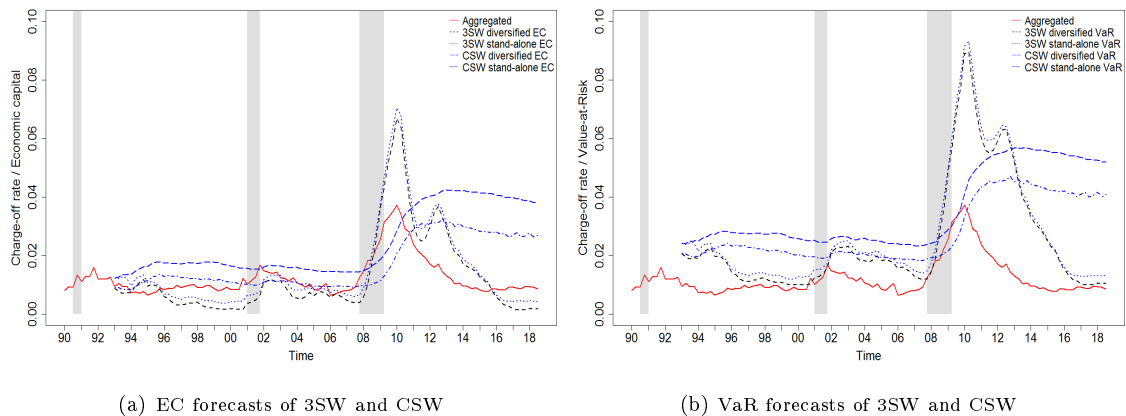 0.10
0.08
0.06
0.04
0.02
0.00
Charge-off rate / Economic capital
Aggregated
3SW diversified EC
3SW stand-alone EC
CSW diversified EC
CSW stand-alone EC
90 92 94 96 98 00 02 04 06 08 10 12 14 16 18
Time
(a) EC forecasts of 3SW and CSW
0.10
0.08
0.06
0.04
0.02
0.00
Charge-off rate / Value-at-Risk
Aggregated
3SW diversified VaR
3SW stand-alone VaR
CSW diversified VaR
CSW stand-alone VaR
90 92 94 96 98 00 02 04 06 08 10 12 14 16 18
Time
(b) VaR forecasts of 3SW and CSW